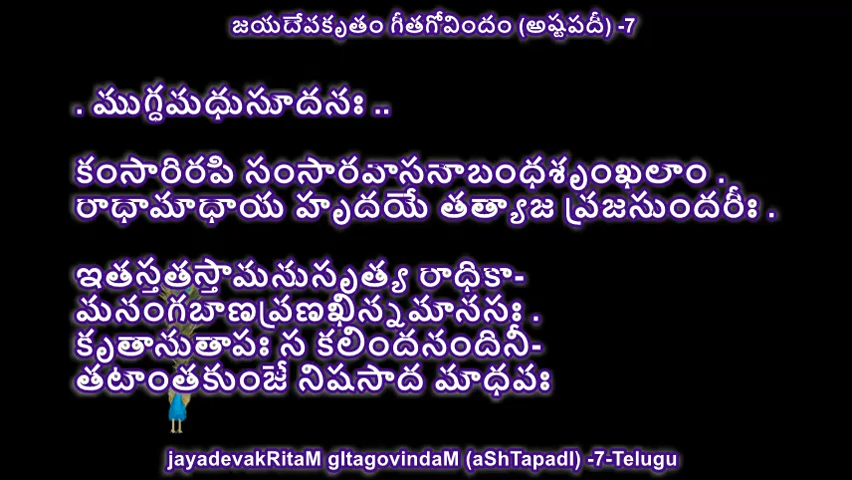 జయదేవకృతం గీతగోవిందం (అష్టపదీ) -7
. ముగ్ధమధుసూదనః ..
కంసారిరపి సంసారవాసనాబంధశృంఖలాం .
రాధామాధాయ హృదయే తత్యాజ వ్రజసుందరీః .
ఇతస్తతస్తామనుసృత్య రాధికా-
మనంగబాణవ్రణఖిన్నమానసః .
కృతానుతాపః స కలిందనందినీ-
తటాంతకుంజే నిషసాద మాధవః
jayadevakRitaM gItagovindaM (aShTapadI) -7-Telugu